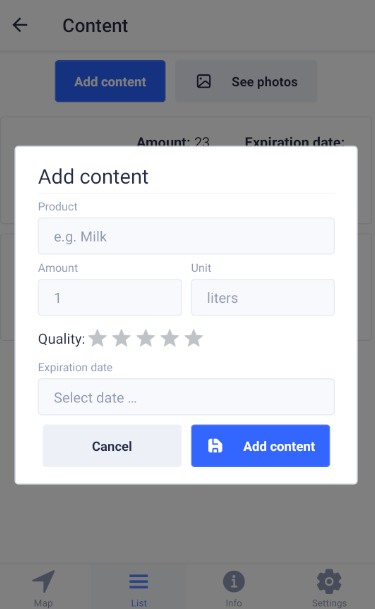 Content
Add content
See photos
Amount: 23 Expiration date:
Add content
Product
e.g. Milk
Amount Unit
1 liters
Quality:
Expiration date
Select date ...
Cancel Add content
Map List Info Settings